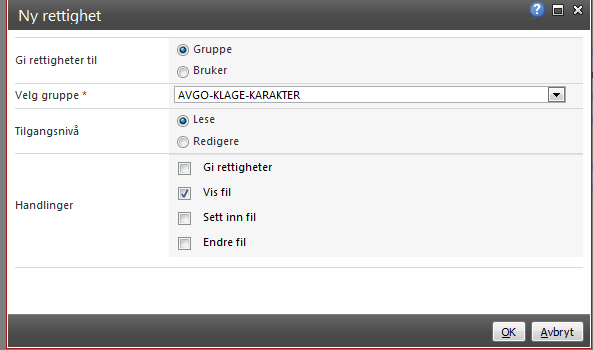 Ny rettighet
Gi rettigheter til
Gruppe
Bruker
Velg gruppe *
AVGO-KLAGE-KARAKTER
Tilgangsnivå
Lese
Redigere
Handlinger
Gi rettigheter
Vis fil
Sett inn fil
Endre fil
OK
Avbryt